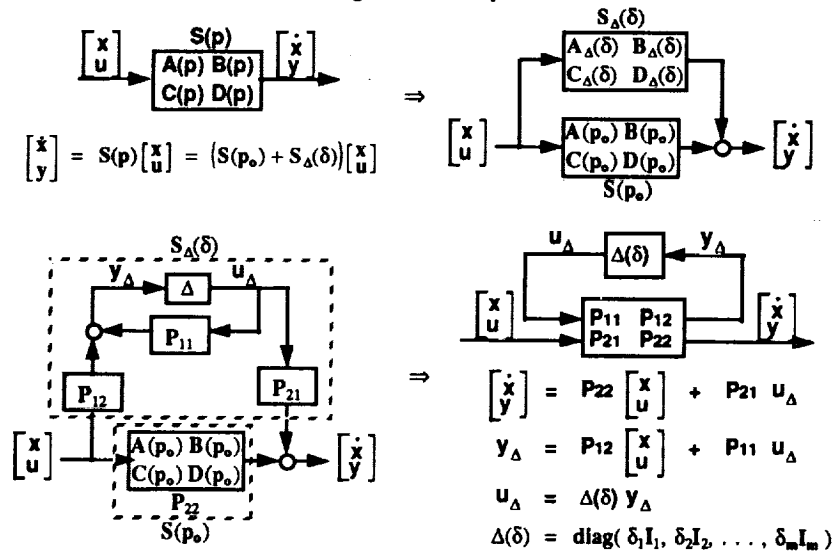 S(p)
[x u]
A(p) B(p)
C(p) D(p)
[ẋ y]
[ẋ y] = S(p)[x u] = (S(pₒ) + S_Δ(δ))[x u]
⇒
S_Δ(δ)
A_Δ(δ) B_Δ(δ)
C_Δ(δ) D_Δ(δ)
[x u]
A(pₒ) B(pₒ)
C(pₒ) D(pₒ)
[ẋ y]
S(pₒ)
S_Δ(δ)
y_Δ
Δ
u_Δ
P₁₁
P₁₂
P₂₁
[x u]
A(pₒ) B(pₒ)
C(pₒ) D(pₒ)
[ẋ y]
P₂₂
S(pₒ)
⇒
u_Δ
Δ(δ)
y_Δ
[x u]
P₁₁ P₁₂
P₂₁ P₂₂
[ẋ y]
[ẋ y] = P₂₂ [x u] + P₂₁ u_Δ
y_Δ = P₁₂ [x u] + P₁₁ u_Δ
u_Δ = Δ(δ) y_Δ
Δ(δ) = diag( δ₁I₁, δ₂I₂, . . . , δₘIₘ )